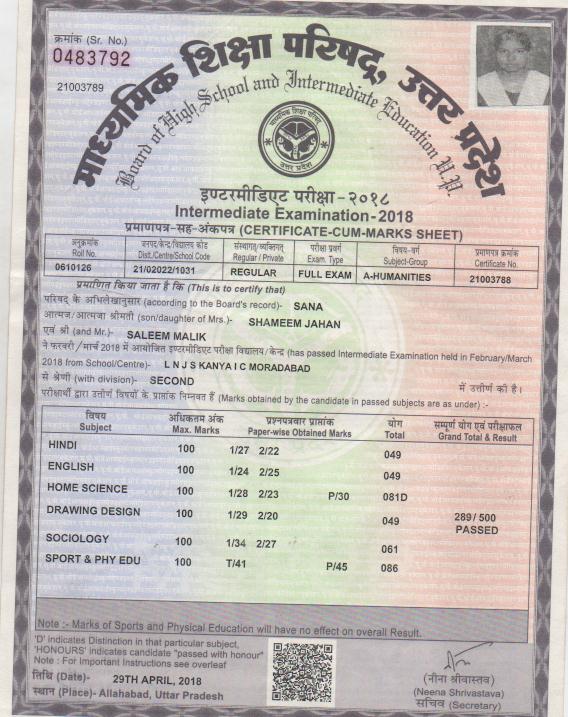 क्रमांक (Sr. No.)
0483792
21003789
माध्यमिक शिक्षा परिषद्, उत्तर प्रदेश
Board of High School and Intermediate Education U.P.
इण्टरमीडिएट परीक्षा - २०१८
Intermediate Examination-2018
प्रमाणपत्र-सह-अंकपत्र (CERTIFICATE-CUM-MARKS SHEET)
अनुक्रमांक जनपद/केन्द्र/विद्यालय कोड संस्थागत/व्यक्तिगत परीक्षा प्रवर्ग विषय-वर्ग प्रमाणपत्र क्रमांक
Roll No. Distt./Centre/School Code Regular / Private Exam. Type Subject-Group Certificate No.
0610126 21/02022/1031 REGULAR FULL EXAM A-HUMANITIES 21003788
प्रमाणित किया जाता है कि (This is to certify that)
परिषद के अभिलेखानुसार (according to the Board's record)- SANA
आत्मज/आत्मजा श्रीमती (son/daughter of Mrs.)- SHAMEEM JAHAN
एवं श्री (and Mr.)- SALEEM MALIK
ने फरवरी/मार्च 2018 में आयोजित इण्टरमीडिएट परीक्षा विद्यालय/केन्द्र (has passed Intermediate Examination held in February/March
2018 from School/Centre)- L N J S KANYA I C MORADABAD
से श्रेणी (with division)- SECOND में उत्तीर्ण की है।
परीक्षार्थी द्वारा उत्तीर्ण विषयों के प्राप्तांक निम्नवत हैं (Marks obtained by the candidate in passed subjects are as under) :-
विषय अधिकतम अंक प्रश्नपत्रवार प्राप्तांक योग सम्पूर्ण योग एवं परीक्षाफल
Subject Max. Marks Paper-wise Obtained Marks Total Grand Total & Result
HINDI 100 1/27 2/22 049
ENGLISH 100 1/24 2/25 049
HOME SCIENCE 100 1/28 2/23 P/30 081D
DRAWING DESIGN 100 1/29 2/20 049 289/500
PASSED
SOCIOLOGY 100 1/34 2/27 061
SPORT & PHY EDU 100 T/41 P/45 086
Note :- Marks of Sports and Physical Education will have no effect on overall Result.
'D' indicates Distinction in that particular subject,
'HONOURS' indicates candidate "passed with honour"
Note : For Important Instructions see overleaf
तिथि (Date)- 29TH APRIL, 2018
स्थान (Place)- Allahabad, Uttar Pradesh
(नीना श्रीवास्तव)
(Neena Shrivastava)
सचिव (Secretary)